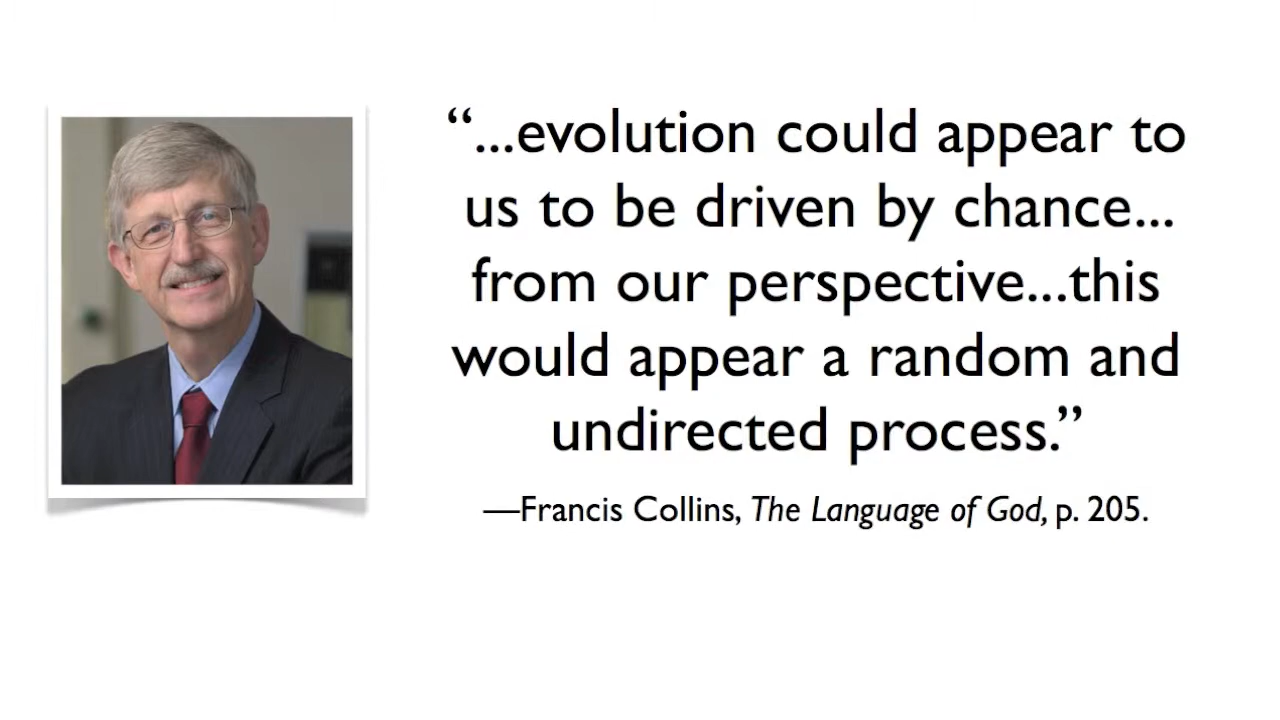 “...evolution could appear to
us to be driven by chance...
from our perspective...this
would appear a random and
undirected process.”
—Francis Collins, The Language of God, p. 205.